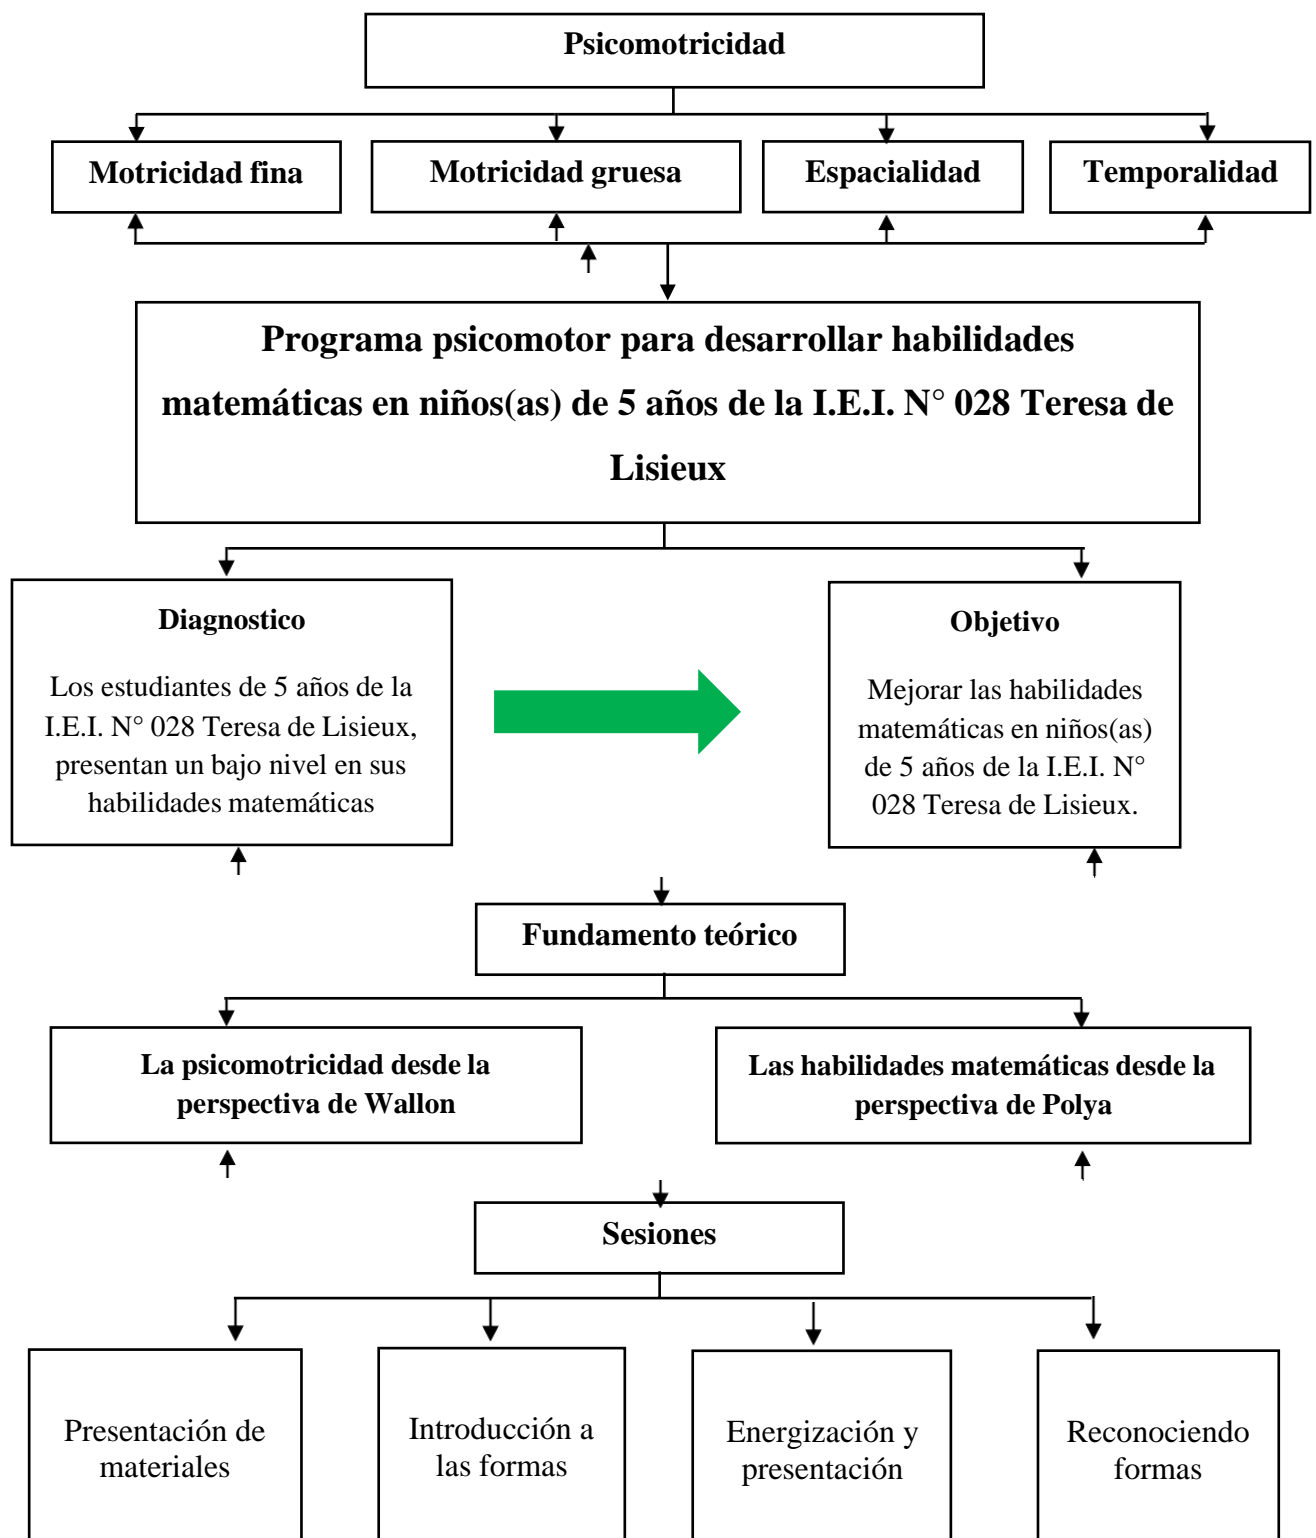 Psicomotricidad
Motricidad fina
Motricidad gruesa
Espacialidad
Temporalidad
Programa psicomotor para desarrollar habilidades
matemáticas en niños(as) de 5 años de la I.E.I. N° 028 Teresa de
Lisieux
Diagnostico
Los estudiantes de 5 años de la
I.E.I. N° 028 Teresa de Lisieux,
presentan un bajo nivel en sus
habilidades matemáticas
Objetivo
Mejorar las habilidades
matemáticas en niños(as)
de 5 años de la I.E.I. N°
028 Teresa de Lisieux.
Fundamento teórico
La psicomotricidad desde la
perspectiva de Wallon
Las habilidades matemáticas desde la
perspectiva de Polya
Sesiones
Presentación de
materiales
Introducción a
las formas
Energización y
presentación
Reconociendo
formas